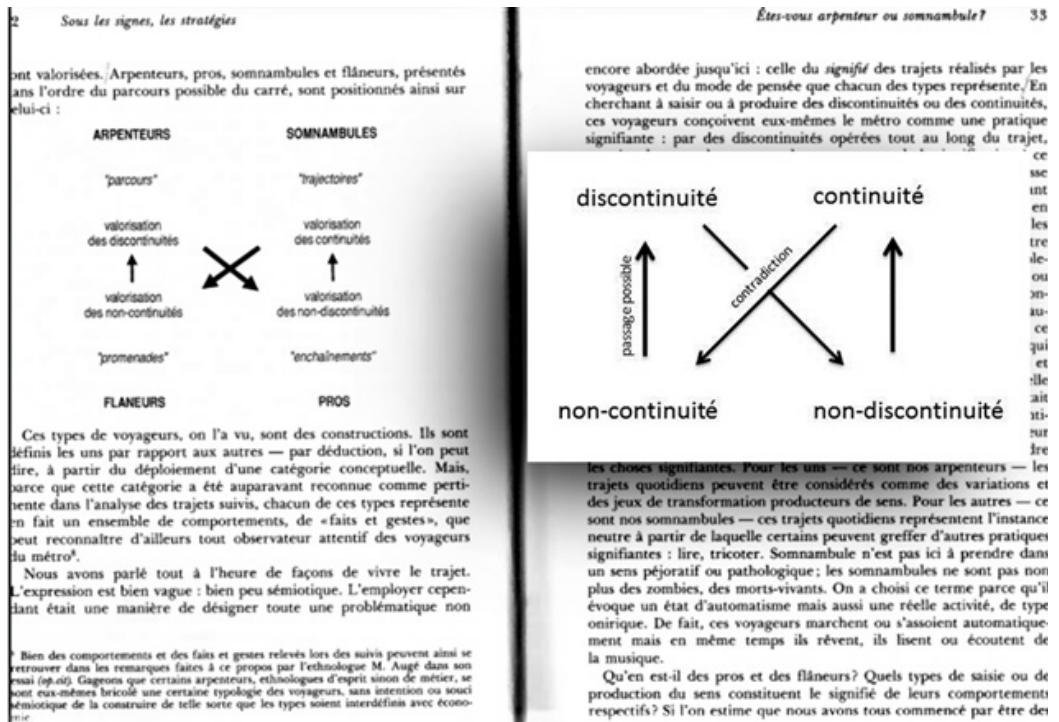 2 Sous les signes, les stratégies
ont valorisées. Arpenteurs, pros, somnambules et flâneurs, présentés
ans l'ordre du parcours possible du carré, sont positionnés ainsi sur
elui-ci :
ARPENTEURS SOMNAMBULES
"parcours" "trajectoires"
valorisation valorisation
des discontinuités des continuités
valorisation valorisation
des non-continuités des non-discontinuités
"promenades" "enchaînements"
FLANEURS PROS
Ces types de voyageurs, on l'a vu, sont des constructions. Ils sont
définis les uns par rapport aux autres — par déduction, si l'on peut
dire, à partir du déploiement d'une catégorie conceptuelle. Mais,
parce que cette catégorie a été auparavant reconnue comme perti-
nente dans l'analyse des trajets suivis, chacun de ces types représente
en fait un ensemble de comportements, de «faits et gestes», que
peut reconnaître d'ailleurs tout observateur attentif des voyageurs
du métro⁸.
Nous avons parlé tout à l'heure de façons de vivre le trajet.
L'expression est bien vague : bien peu sémiotique. L'employer cepen-
dant était une manière de désigner toute une problématique non
Bien des comportements et des faits et gestes relevés lors des suivis peuvent ainsi se
retrouver dans les remarques faites à ce propos par l'ethnologue M. Augé dans son
essai (op.cit). Gageons que certains arpenteurs, ethnologues d'esprit sinon de métier, se
sont eux-mêmes bricolé une certaine typologie des voyageurs, sans intention ou souci
sémiotique de la construire de telle sorte que les types soient interdéfinis avec écono-
mie
Êtes-vous arpenteur ou somnambule? 33
encore abordée jusqu'ici : celle du signifié des trajets réalisés par les
voyageurs et du mode de pensée que chacun des types représente. En
cherchant à saisir ou à produire des discontinuités ou des continuités,
ces voyageurs conçoivent eux-mêmes le métro comme une pratique
signifiante : par des discontinuités opérées tout au long du trajet,
discontinuité continuité
passage possible
contradiction
non-continuité non-discontinuité
les choses signifiantes. Pour les uns — ce sont nos arpenteurs — les
trajets quotidiens peuvent être considérés comme des variations et
des jeux de transformation producteurs de sens. Pour les autres — ce
sont nos somnambules — ces trajets quotidiens représentent l'instance
neutre à partir de laquelle certains peuvent greffer d'autres pratiques
signifiantes : lire, tricoter. Somnambule n'est pas ici à prendre dans
un sens péjoratif ou pathologique; les somnambules ne sont pas non
plus des zombies, des morts-vivants. On a choisi ce terme parce qu'il
évoque un état d'automatisme mais aussi une réelle activité, de type
onirique. De fait, ces voyageurs marchent ou s'assoient automatique-
ment mais en même temps ils rêvent, ils lisent ou écoutent de
la musique.
Qu'en est-il des pros et des flâneurs? Quels types de saisie ou de
production du sens constituent le signifié de leurs comportements
respectifs? Si l'on estime que nous avons tous commencé par être des